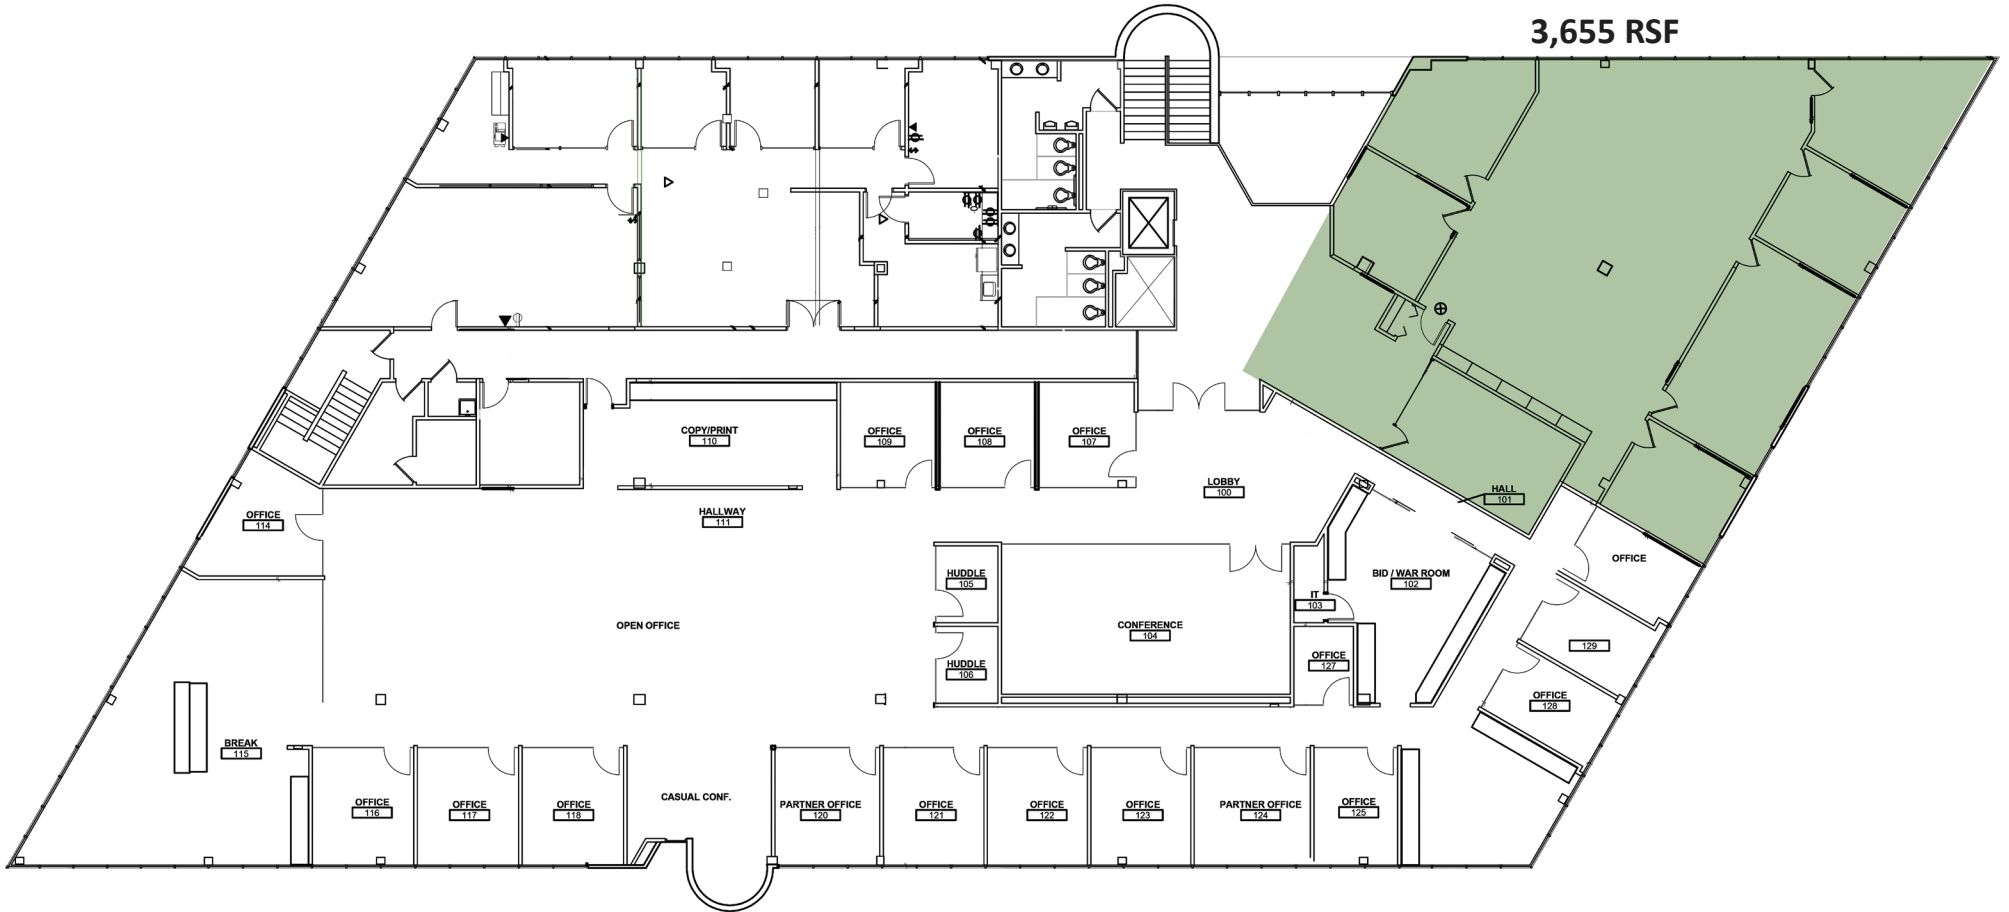 3,655 RSF
COPY/PRINT
110
OFFICE
109
OFFICE
108
OFFICE
107
LOBBY
100
HALL
101
OFFICE
114
HALLWAY
111
HUDDLE
105
HUDDLE
106
OPEN OFFICE
CONFERENCE
104
IT
103
BID / WAR ROOM
102
OFFICE
127
OFFICE
129
OFFICE
128
BREAK
115
OFFICE
116
OFFICE
117
OFFICE
118
CASUAL CONF.
PARTNER OFFICE
120
OFFICE
121
OFFICE
122
OFFICE
123
PARTNER OFFICE
124
OFFICE
125